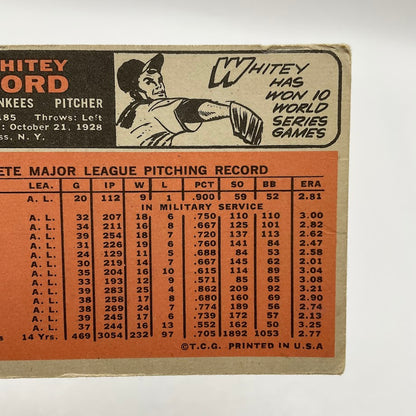 WHITEY
ORD
NKEES PITCHER
185 Throws: Left
: October 21, 1928
ss, N. Y.
WHITEY
HAS
WON 10
WORLD
SERIES
GAMES
ETE MAJOR LEAGUE PITCHING RECORD
LEA. G IP W L PCT SO BB ERA
A. L. 20 112 9 1 .900 59 52 2.81
IN MILITARY SERVICE
A. L. 32 207 18 6 .750 110 110 3.00
A. L. 34 211 16 8 .667 125 101 2.82
A. L. 39 254 18 7 .720 137 113 2.62
A. L. 31 226 19 6 .760 84 84 2.47
A. L. 24 129 11 5 .688 84 53 2.58
A. L. 30 219 14 7 .667 145 62 2.01
A. L. 35 204 16 10 .615 114 89 3.04
A. L. 33 193 12 9 .571 85 65 3.08
A. L. 39 283 25 4 .862 209 92 3.21
A. L. 38 258 17 8 .680 160 69 2.90
A. L. 38 269 24 7 .774 189 56 2.74
A. L. 39 245 17 6 .739
A. L. 37 244 16 13 .552 162 50 3.25
s 14 Yrs. 469 3054 232 97 .705 1892 1053 2.77
©T.C.G. PRINTED IN U.S.A